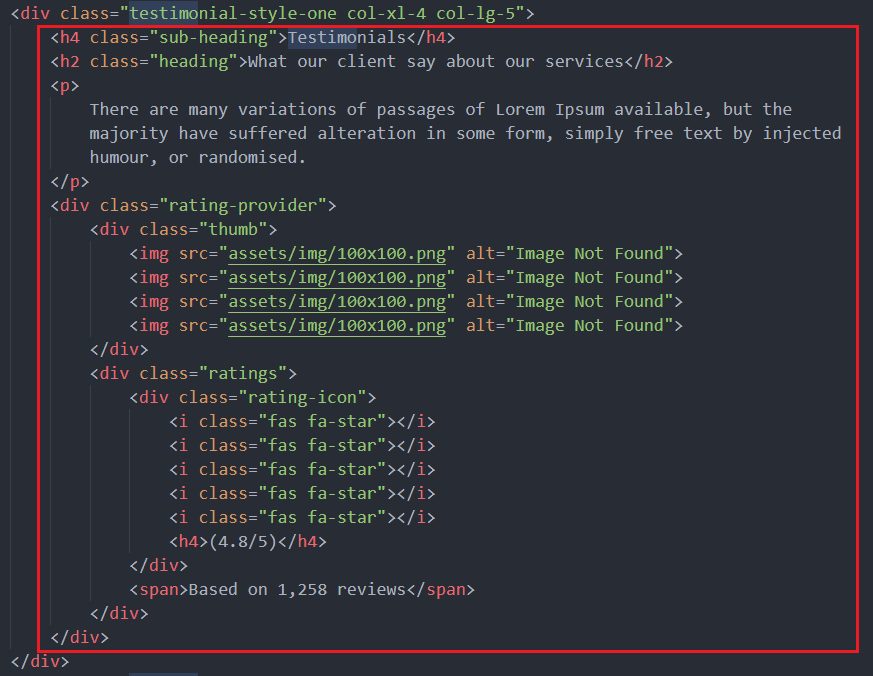 <div class="testimonial-style-one col-xl-4 col-lg-5">
<h4 class="sub-heading">Testimonials</h4>
<h2 class="heading">What our client say about our services</h2>
<p>
There are many variations of passages of Lorem Ipsum available, but the
majority have suffered alteration in some form, simply free text by injected
humour, or randomised.
</p>
<div class="rating-provider">
<div class="thumb">
<img src="assets/img/100x100.png" alt="Image Not Found">
<img src="assets/img/100x100.png" alt="Image Not Found">
<img src="assets/img/100x100.png" alt="Image Not Found">
<img src="assets/img/100x100.png" alt="Image Not Found">
</div>
<div class="ratings">
<div class="rating-icon">
<i class="fas fa-star"></i>
<i class="fas fa-star"></i>
<i class="fas fa-star"></i>
<i class="fas fa-star"></i>
<i class="fas fa-star"></i>
<h4>(4.8/5)</h4>
</div>
<span>Based on 1,258 reviews</span>
</div>
</div>
</div>